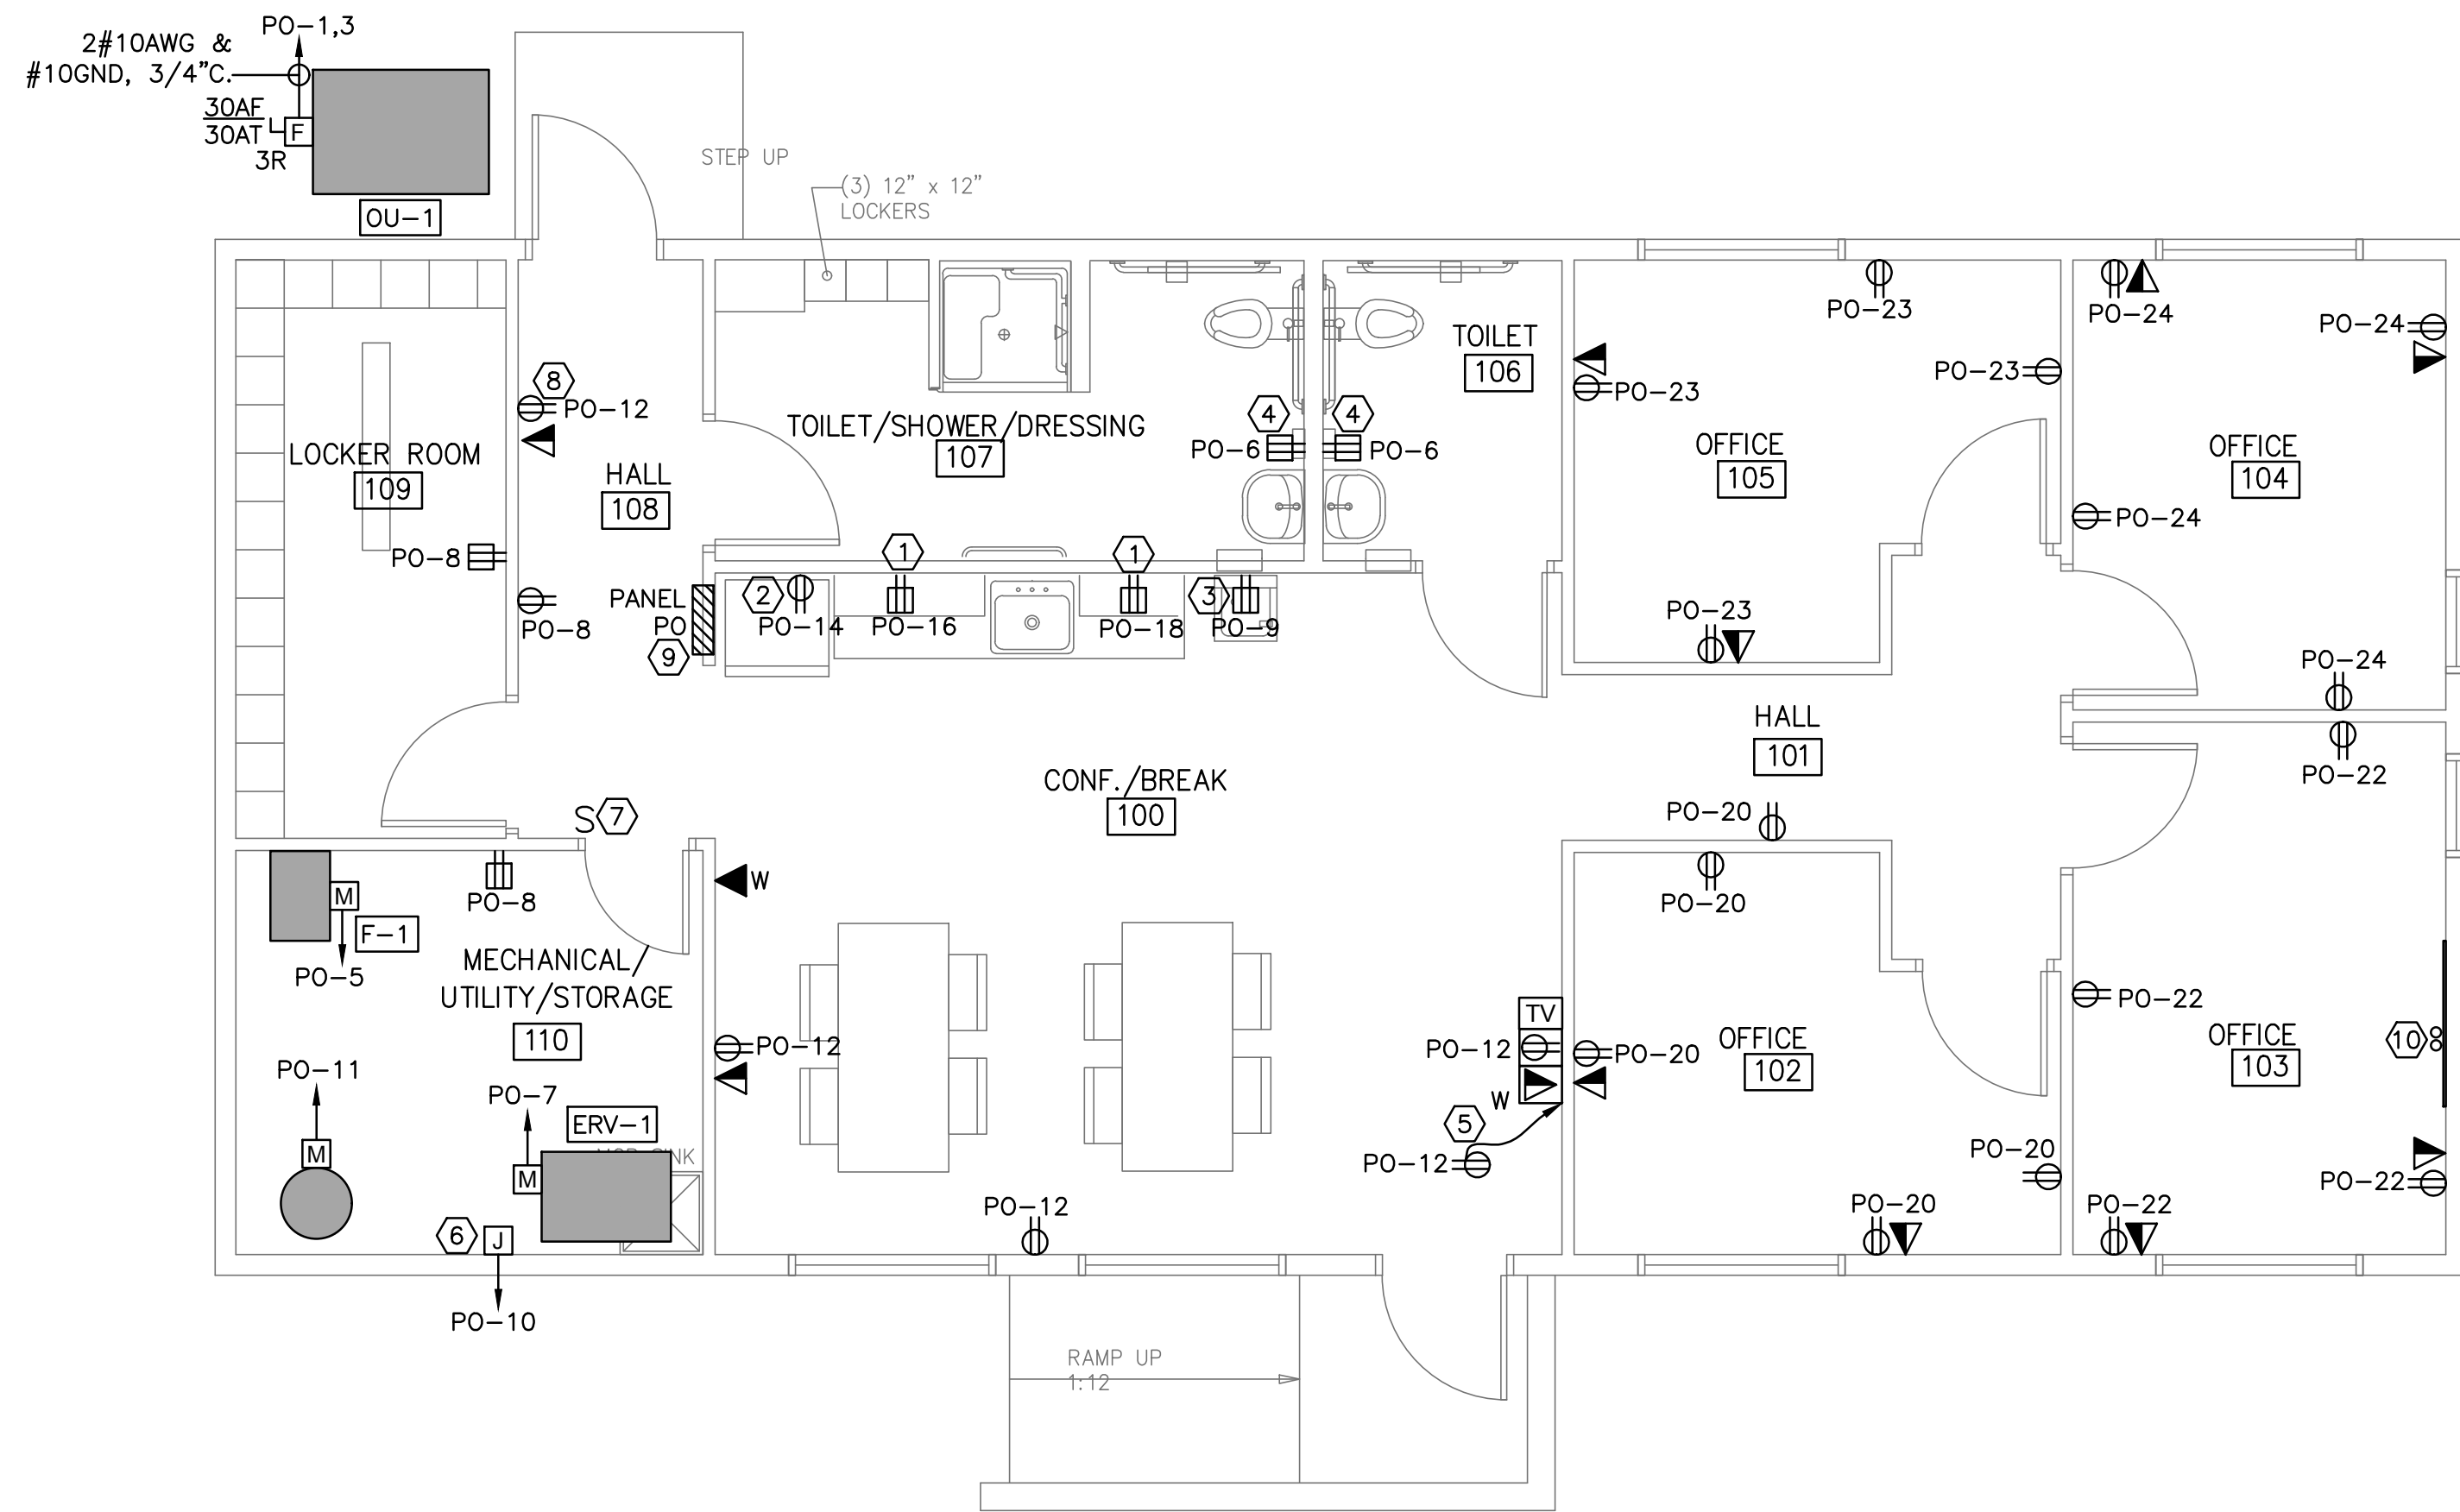 PO-1,3
2#10AWG &
#10GND, 3/4"C.
30AF
30AT
F
3R
OU-1
STEP UP
(3) 12" x 12"
LOCKERS
PO-23
PO-24
PO-24
TOILET
106
PO-23
PO-23
8
PO-12
4
4
TOILET/SHOWER/DRESSING
107
PO-6
PO-6
LOCKER ROOM
109
HALL
108
OFFICE
105
OFFICE
104
PO-24
PO-8
1
1
PANEL
PO
9
2
3
PO-8
PO-14
PO-16
PO-18
PO-9
PO-23
PO-24
HALL
101
PO-22
CONF./BREAK
100
S
7
PO-20
M
F-1
PO-5
PO-8
W
PO-20
MECHANICAL/
UTILITY/STORAGE
110
PO-22
TV
PO-12
PO-12
PO-20
OFFICE
102
OFFICE
103
10
PO-11
PO-7
ERV-1
MOP SINK
M
M
W
5
PO-12
PO-20
PO-22
PO-12
PO-20
PO-22
6
J
PO-10
RAMP UP
1:12